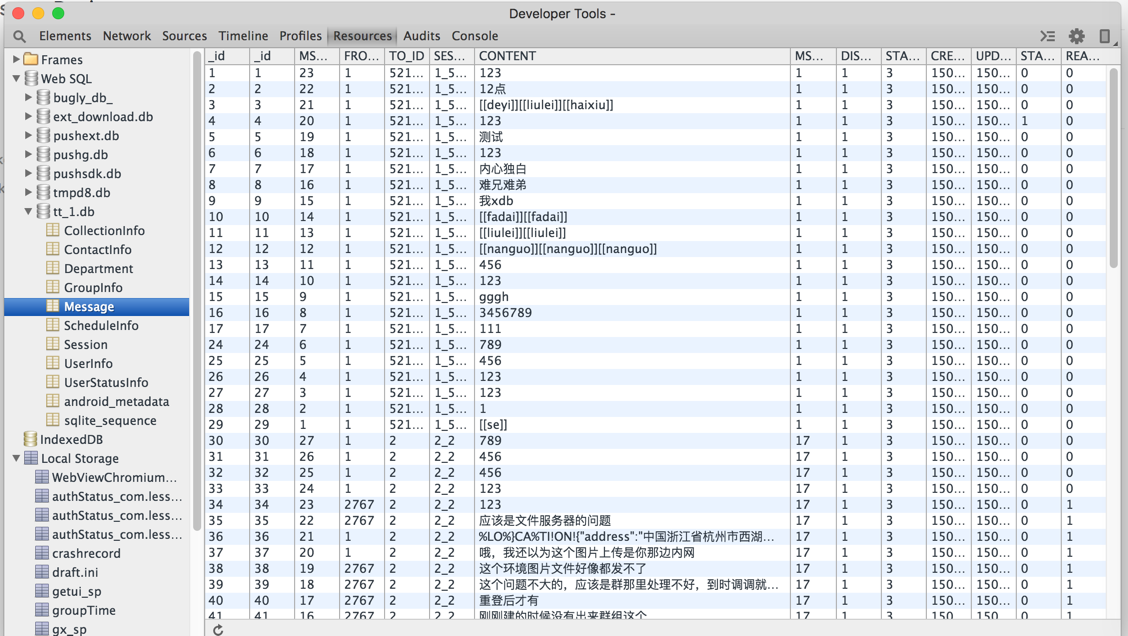 Developer Tools -
Elements Network Sources Timeline Profiles Resources Audits Console
Frames
Web SQL
bugly_db_
ext_download.db
pushext.db
pushg.db
pushsdk.db
tmpd8.db
tt_1.db
CollectionInfo
ContactInfo
Department
GroupInfo
Message
ScheduleInfo
Session
UserInfo
UserStatusInfo
android_metadata
sqlite_sequence
IndexedDB
Local Storage
WebViewChromium...
authStatus_com.less...
authStatus_com.less...
authStatus_com.less...
crashrecord
draft.ini
getui_sp
groupTime
gx_sp
_id _id MS... FRO... TO_ID SES... CONTENT MS... DIS... STA... CRE... UPD... STA... REA...
1 1 23 1 521... 1_5... 123 1 1 3 150... 150... 0 0
2 2 22 1 521... 1_5... 12点 1 1 3 150... 150... 0 0
3 3 21 1 521... 1_5... [[deyi]][[liulei]][[haixiu]] 1 1 3 150... 150... 0 0
4 4 20 1 521... 1_5... 123 1 1 3 150... 150... 1 0
5 5 19 1 521... 1_5... 测试 1 1 3 150... 150... 0 0
6 6 18 1 521... 1_5... 123 1 1 3 150... 150... 0 0
7 7 17 1 521... 1_5... 内心独白 1 1 3 150... 150... 0 0
8 8 16 1 521... 1_5... 难兄难弟 1 1 3 150... 150... 0 0
9 9 15 1 521... 1_5... 我xdb 1 1 3 150... 150... 0 0
10 10 14 1 521... 1_5... [[fadai]][[fadai]] 1 1 3 150... 150... 0 0
11 11 13 1 521... 1_5... [[liulei]][[liulei]] 1 1 3 150... 150... 0 0
12 12 12 1 521... 1_5... [[nanguo]][[nanguo]][[nanguo]] 1 1 3 150... 150... 0 0
13 13 11 1 521... 1_5... 456 1 1 3 150... 150... 0 0
14 14 10 1 521... 1_5... 123 1 1 3 150... 150... 0 0
15 15 9 1 521... 1_5... gggh 1 1 3 150... 150... 0 0
16 16 8 1 521... 1_5... 3456789 1 1 3 150... 150... 0 0
17 17 7 1 521... 1_5... 111 1 1 3 150... 150... 0 0
24 24 6 1 521... 1_5... 789 1 1 3 150... 150... 0 0
25 25 5 1 521... 1_5... 456 1 1 3 150... 150... 0 0
26 26 4 1 521... 1_5... 123 1 1 3 150... 150... 0 0
27 27 3 1 521... 1_5... 123 1 1 3 150... 150... 0 0
28 28 2 1 521... 1_5... 1 1 1 3 150... 150... 0 0
29 29 1 1 521... 1_5... [[se]] 1 1 3 150... 150... 0 0
30 30 27 1 2 2_2 789 17 1 3 150... 150... 0 0
31 31 26 1 2 2_2 456 17 1 3 150... 150... 0 0
32 32 25 1 2 2_2 456 17 1 3 150... 150... 0 0
33 33 24 1 2 2_2 123 17 1 3 150... 150... 0 0
34 34 23 2767 2 2_2 123 17 1 3 150... 150... 0 1
35 35 22 2767 2 2_2 应该是文件服务器的问题 17 1 3 150... 150... 0 1
36 36 21 2767 2 2_2 %LO%}CA%TI!ON!{"address":"中国浙江省杭州市西湖... 17 1 3 150... 150... 0 1
37 37 20 1 2 2_2 哦，我还以为这个图片上传是你那边内网 17 1 3 150... 150... 0 1
38 38 19 2767 2 2_2 这个环境图片文件好像都发不了 17 1 3 150... 150... 0 1
39 39 18 2767 2 2_2 这个问题不大的，应该是群那里处理不好，到时调调就... 17 1 3 150... 150... 0 1
40 40 17 2767 2 2_2 重登后才有 17 1 3 150... 150... 0 1
41 41 16 2767 2 2_2 刚刚建的时候没有出来群组这个 17 1 3 150... 150... 0 1